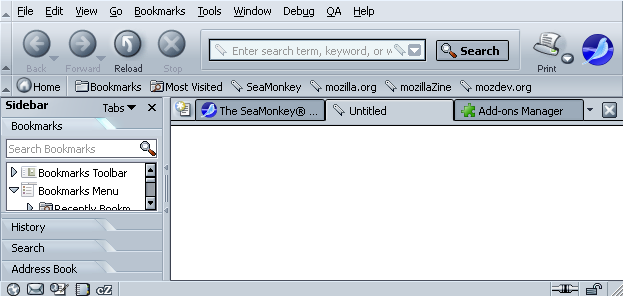 File Edit View Go Bookmarks Tools Window Debug QA Help
Back Forward Reload Stop Enter search term, keyword, or w Search Print
Home Bookmarks Most Visited SeaMonkey mozilla.org mozillaZine mozdev.org
Sidebar Tabs The SeaMonkey® ... Untitled Add-ons Manager
Bookmarks
Search Bookmarks
Bookmarks Toolbar
Bookmarks Menu
Recently Bookm
History
Search
Address Book
cZ